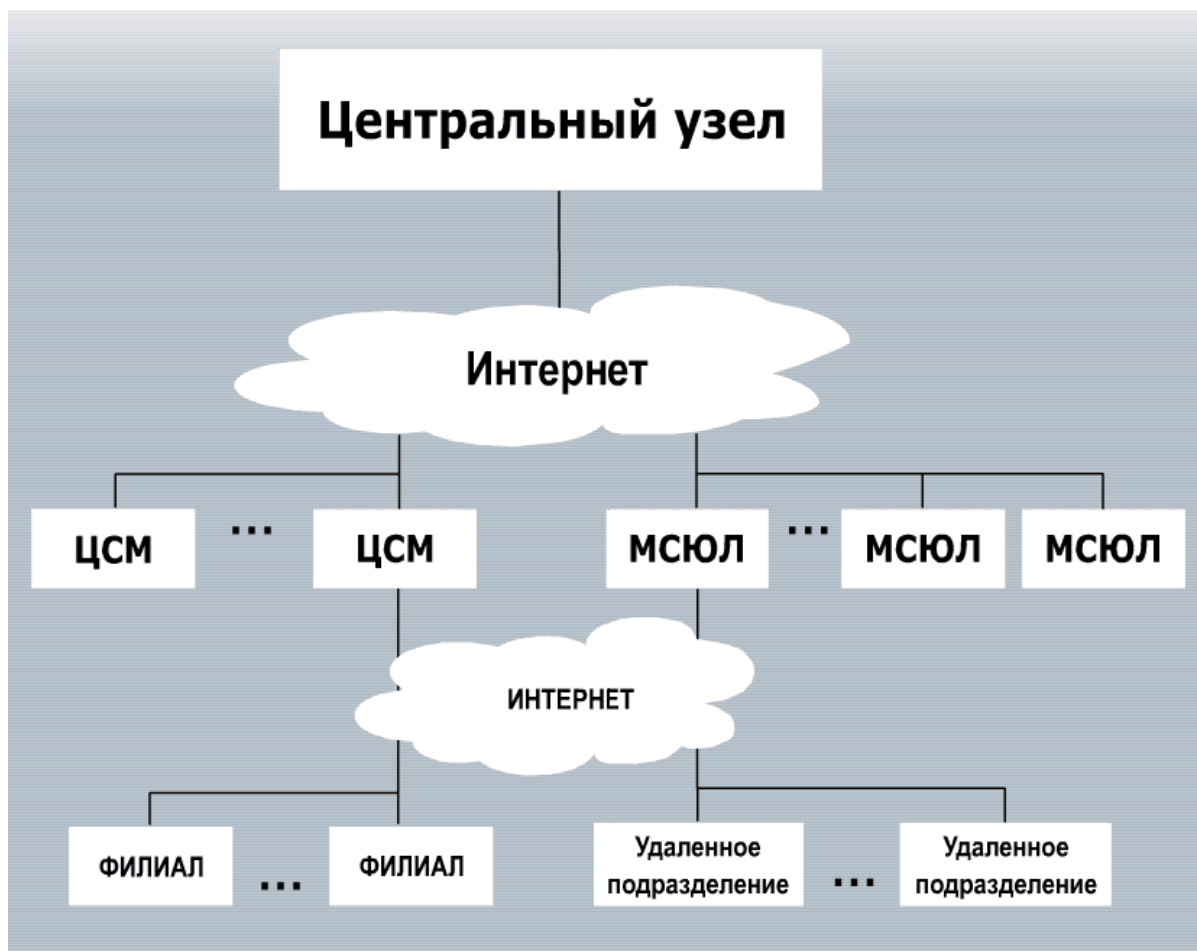 Центральный узел
Интернет
ЦСМ ... ЦСМ МСЮЛ ... МСЮЛ МСЮЛ
ИНТЕРНЕТ
ФИЛИАЛ ... ФИЛИАЛ
Удаленное
подразделение
...
Удаленное
подразделение